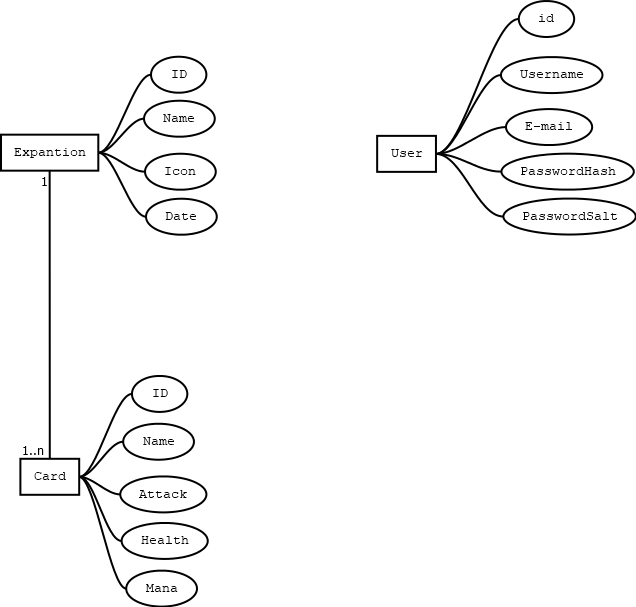 Expantion
ID
Name
Icon
Date
1
1..n
Card
ID
Name
Attack
Health
Mana
User
id
Username
E-mail
PasswordHash
PasswordSalt